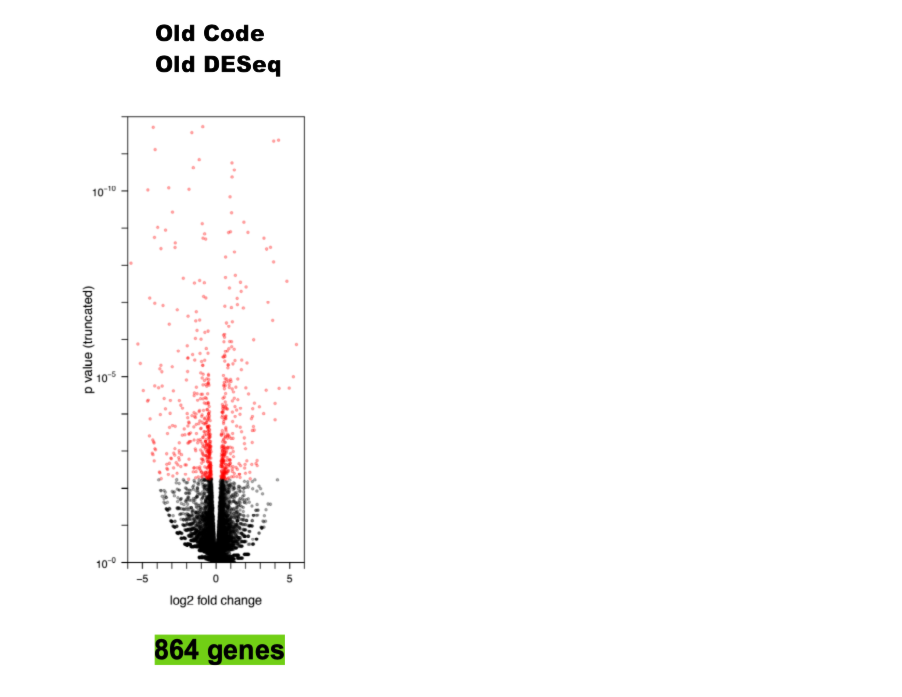 Old Code
Old DESeq
10⁻¹⁰
p value (truncated)
10⁻⁵
10⁻⁰
−5 0 5
log2 fold change
864 genes